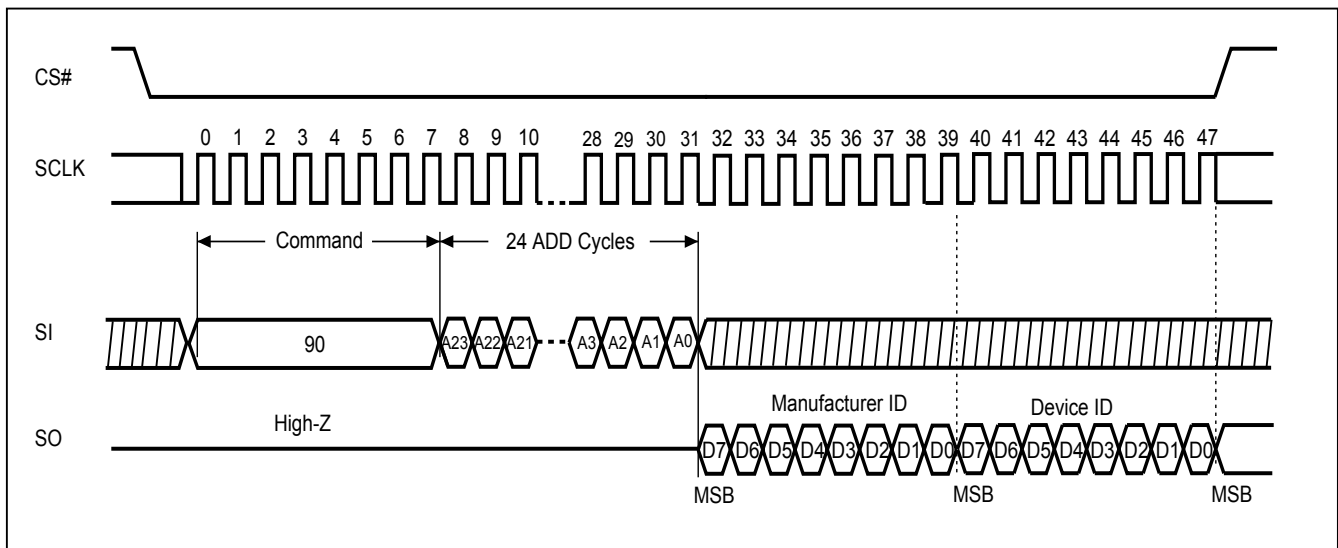 CS#
0 1 2 3 4 5 6 7 8 9 10 28 29 30 31 32 33 34 35 36 37 38 39 40 41 42 43 44 45 46 47
SCLK
Command 24 ADD Cycles
SI 90 A23 A22 A21 A3 A2 A1 A0
Manufacturer ID Device ID
High-Z
SO D7 D6 D5 D4 D3 D2 D1 D0 D7 D6 D5 D4 D3 D2 D1 D0
MSB MSB MSB